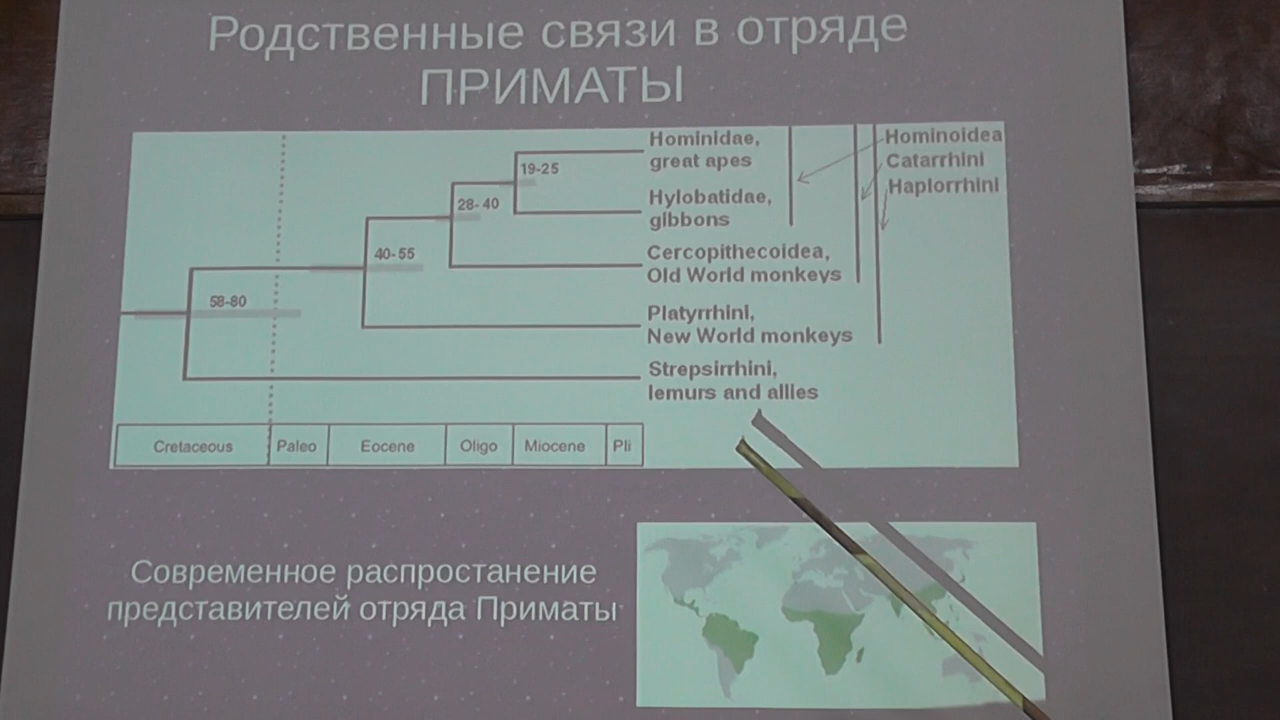 Родственные связи в отряде
ПРИМАТЫ
Hominidae,
great apes
Hylobatidae,
gibbons
Cercopithecoidea,
Old World monkeys
Platyrrhini,
New World monkeys
Strepsirrhini,
lemurs and allies
Hominoidea
Catarrhini
Haplorrhini
19-25
28-40
40-55
58-80
Cretaceous
Paleo
Eocene
Oligo
Miocene
Pli
Современное распростанение
представителей отряда Приматы